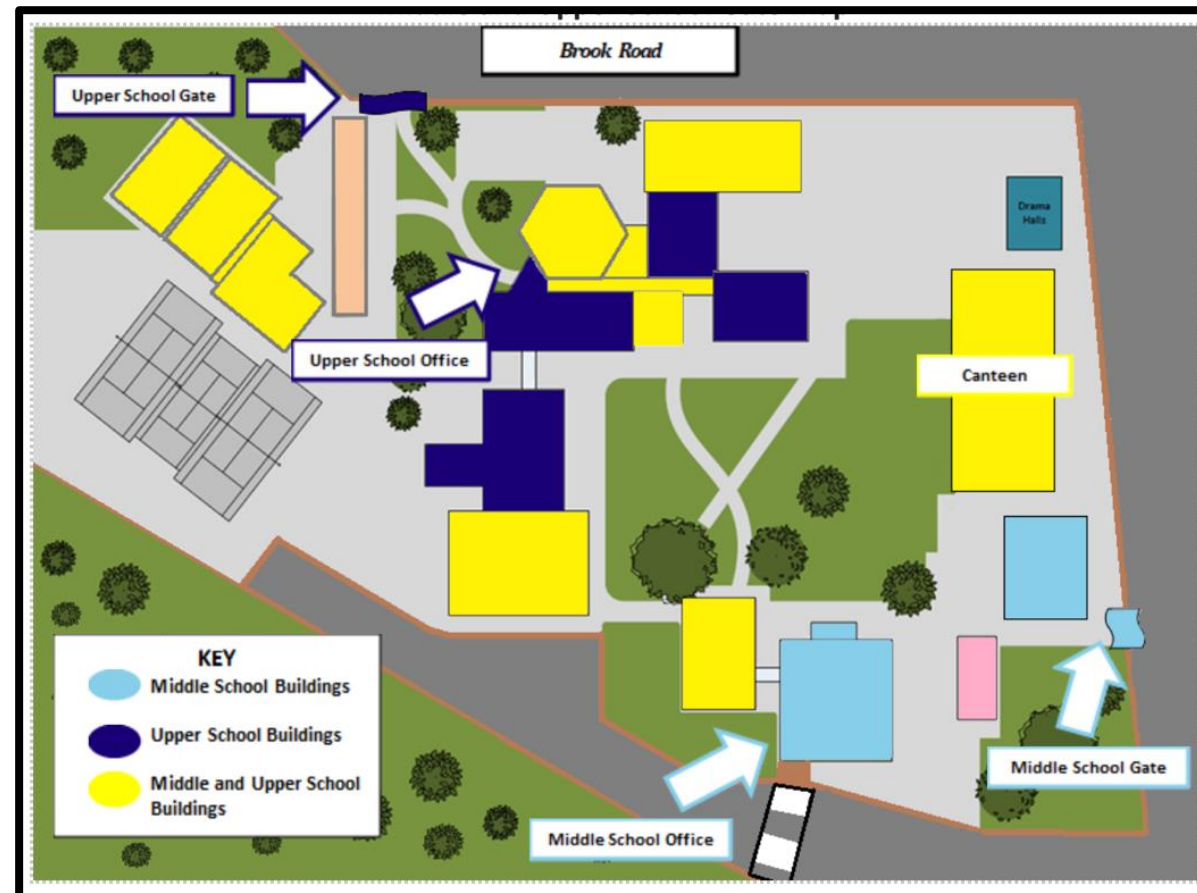 Brook Road
Upper School Gate
Drama
Halls
Upper School Office
Canteen
KEY
Middle School Buildings
Upper School Buildings
Middle and Upper School
Buildings
Middle School Gate
Middle School Office